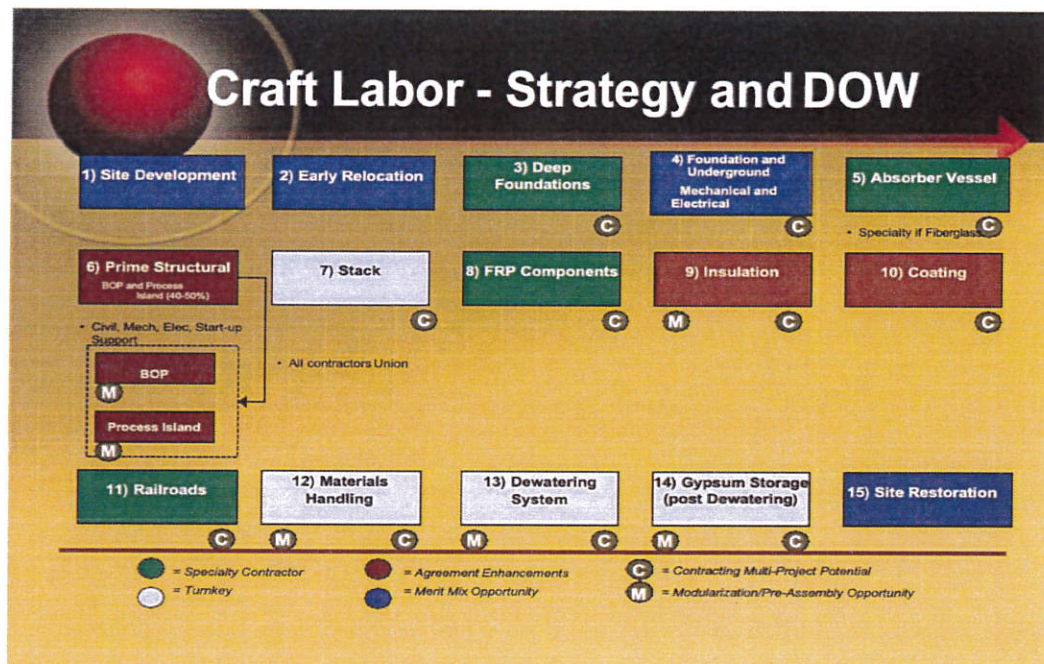 Craft Labor - Strategy and DOW
1) Site Development
2) Early Relocation
3) Deep
Foundations
C
4) Foundation and
Underground
Mechanical and
Electrical
C
5) Absorber Vessel
C
• Specialty if Fiberglass
6) Prime Structural
BOP and Process
Island (40-50%)
7) Stack
C
8) FRP Components
C
9) Insulation
M
C
10) Coating
C
• Civil, Mech, Elec, Start-up
Support
BOP
M
Process Island
M
• All contractors Union
11) Railroads
C
12) Materials
Handling
M
C
13) Dewatering
System
M
C
14) Gypsum Storage
(post Dewatering)
M
C
15) Site Restoration
= Specialty Contractor
= Turnkey
= Agreement Enhancements
= Merit Mix Opportunity
C = Contracting Multi-Project Potential
M = Modularization/Pre-Assembly Opportunity